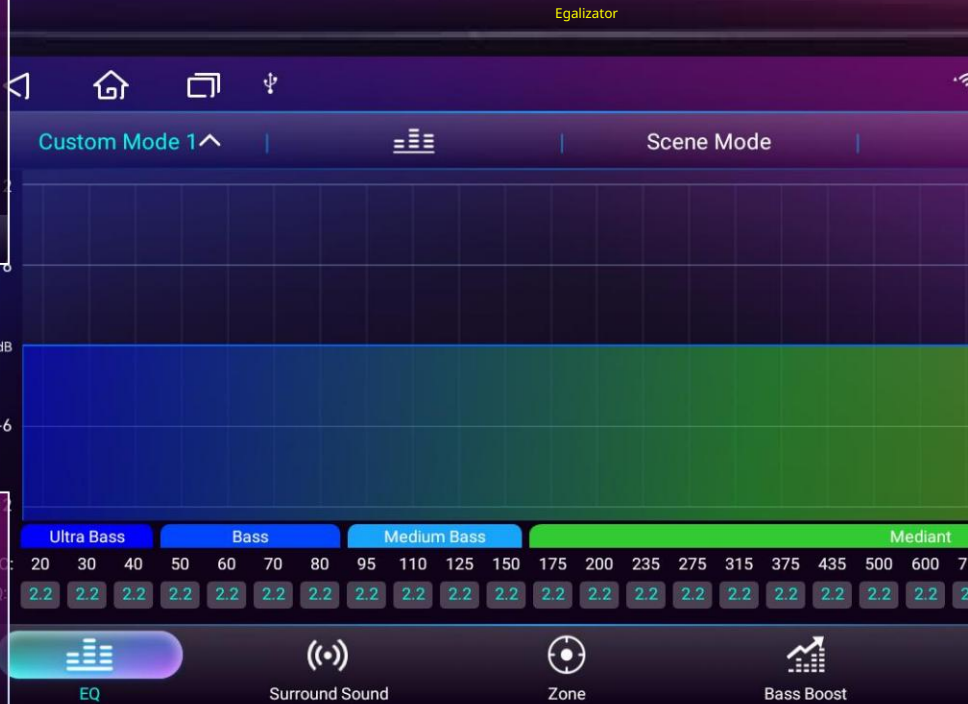 Egalizator
Custom Mode 1
Scene Mode
6
dB
-6
Ultra Bass Bass Medium Bass Mediant
20 30 40 50 60 70 80 95 110 125 150 175 200 235 275 315 375 435 500 600
2.2 2.2 2.2 2.2 2.2 2.2 2.2 2.2 2.2 2.2 2.2 2.2 2.2 2.2 2.2 2.2 2.2 2.2 2.2 2.2
EQ Surround Sound Zone Bass Boost